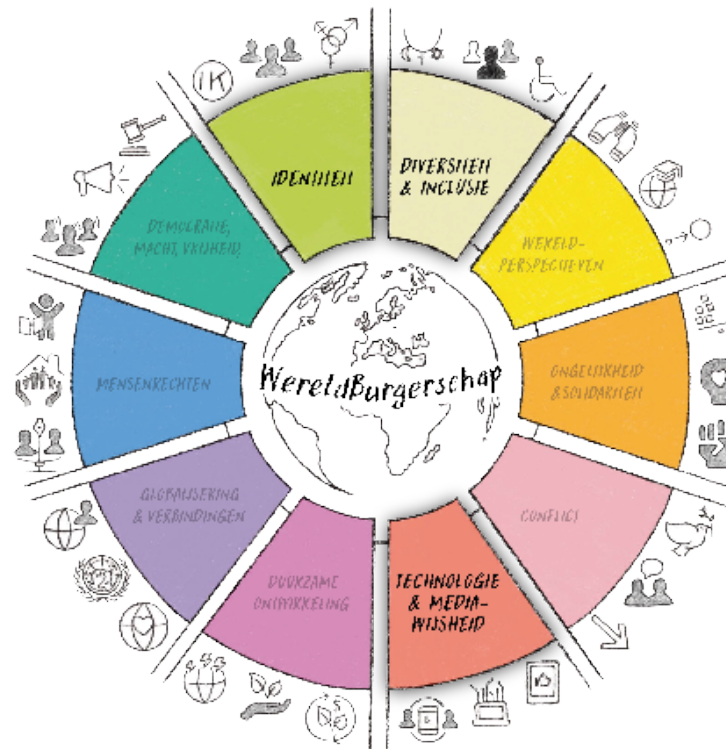 IK
IDENTITEIT
DIVERSITEIT
& INCLUSIE
WERELD-
PERSPECTIEVEN
ONGELIJKHEID
& SOLIDARITEIT
CONFLICT
TECHNOLOGIE
& MEDIA-
WIJSHEID
DUURZAME
ONTWIKKELING
GLOBALISERING
& VERBINDINGEN
MENSENRECHTEN
DEMOCRATIE,
MACHT, VRIJHEID
WereldBurgerschap